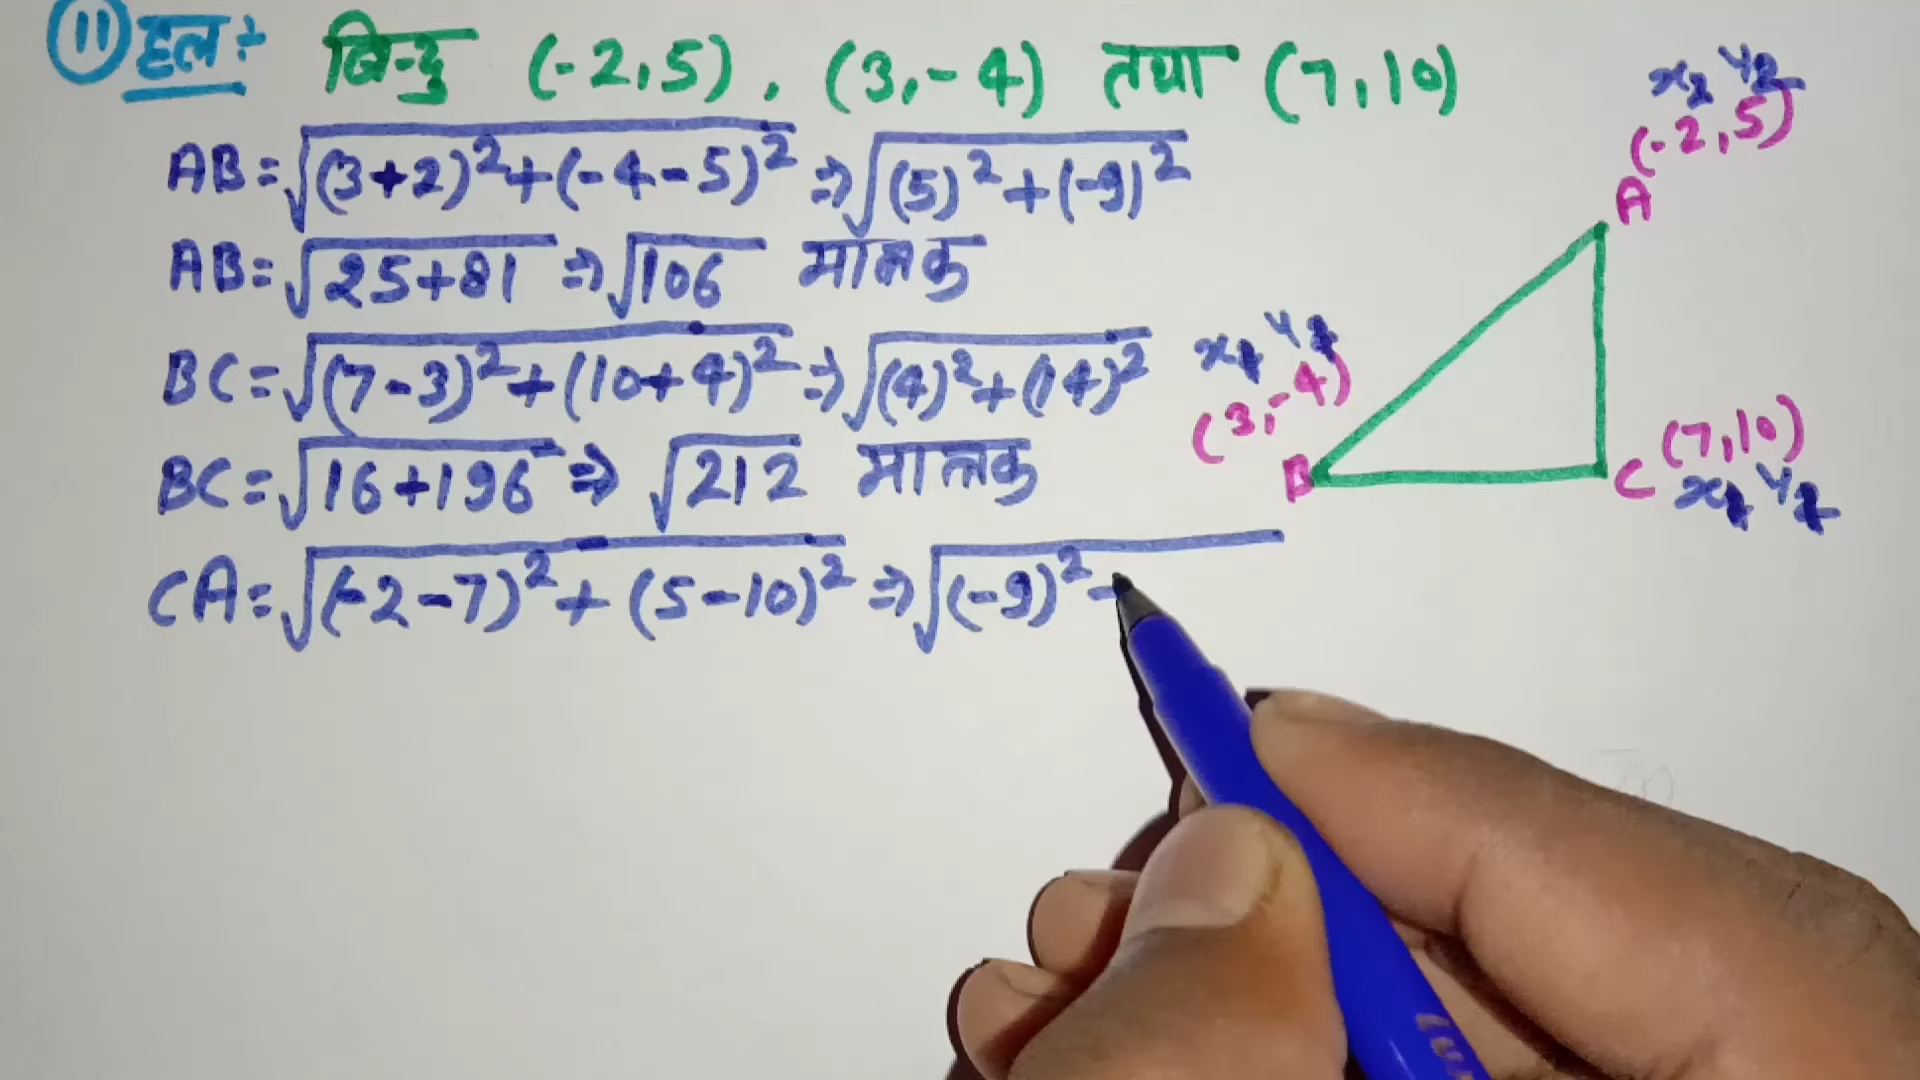 11 हल :- बिन्दु (-2,5), (3,-4) तथा (7,10)
AB=√(3+2)²+(-4-5)² ⇒ √(5)²+(-9)²
AB=√25+81 ⇒ √106 मात्रक
BC=√(7-3)²+(10+4)² ⇒ √(4)²+(14)²
BC=√16+196 ⇒ √212 मात्रक
CA=√(-2-7)²+(5-10)² ⇒ √(-9)²
x₂ y₂
(-2,5)
A
(3,-4)
B
(7,10)
C